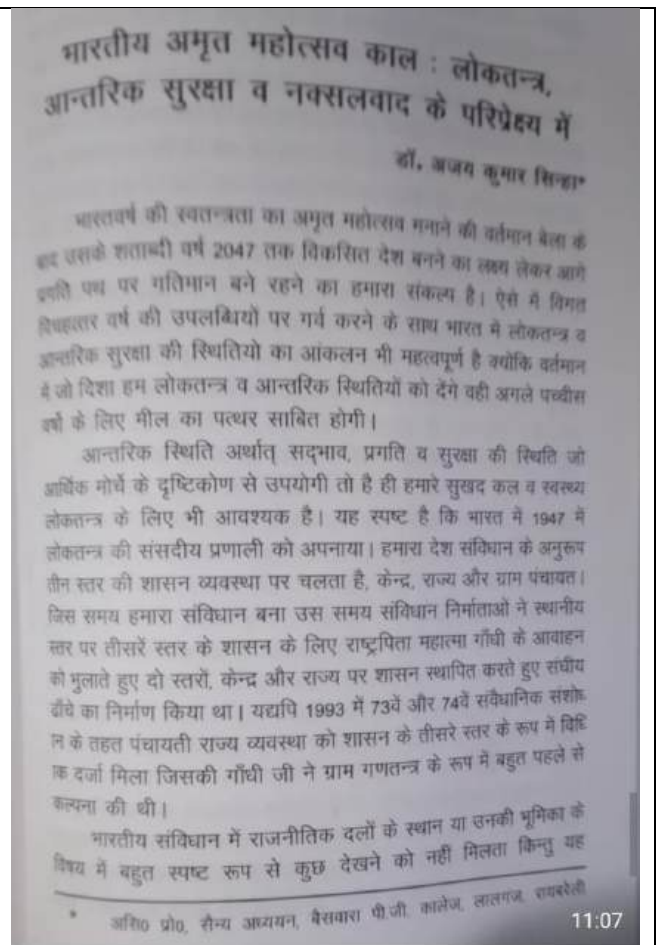 भारतीय अमृत महोत्सव काल : लोकतन्त्र,
आन्तरिक सुरक्षा व नक्सलवाद के परिप्रेक्ष्य में
डॉ. अजय कुमार सिन्हा*
भारतवर्ष की स्वतन्त्रता का अमृत महोत्सव मनाने की वर्तमान बेला के
बाद उसके शताब्दी वर्ष 2047 तक विकसित देश बनने का लक्ष्य लेकर आगे
प्रगति पथ पर गतिमान बने रहने का हमारा संकल्प है। ऐसे में विगत
पिचहत्तर वर्ष की उपलब्धियों पर गर्व करने के साथ भारत में लोकतन्त्र व
आन्तरिक सुरक्षा की स्थितियो का आंकलन भी महत्वपूर्ण है क्योंकि वर्तमान
में जो दिशा हम लोकतन्त्र व आन्तरिक स्थितियों को देंगे वही अगले पच्चीस
वर्षों के लिए मील का पत्थर साबित होगी।
आन्तरिक स्थिति अर्थात् सद्भाव, प्रगति व सुरक्षा की स्थिति जो
आर्थिक मोर्चे के दृष्टिकोण से उपयोगी तो है ही हमारे सुखद कल व स्वस्थ्य
लोकतन्त्र के लिए भी आवश्यक है। यह स्पष्ट है कि भारत में 1947 में
लोकतन्त्र की संसदीय प्रणाली को अपनाया। हमारा देश संविधान के अनुरूप
तीन स्तर की शासन व्यवस्था पर चलता है, केन्द्र, राज्य और ग्राम पंचायत।
जिस समय हमारा संविधान बना उस समय संविधान निर्माताओं ने स्थानीय
स्तर पर तीसरें स्तर के शासन के लिए राष्ट्रपिता महात्मा गाँधी के आवाहन
को भुलाते हुए दो स्तरों, केन्द्र और राज्य पर शासन स्थापित करते हुए संघीय
ढाँचे का निर्माण किया था। यद्यपि 1993 में 73वें और 74वें संवैधानिक संशोध
न के तहत पंचायती राज्य व्यवस्था को शासन के तीसरे स्तर के रूप में विधि
क दर्जा मिला जिसकी गाँधी जी ने ग्राम गणतन्त्र के रूप में बहुत पहले से
कल्पना की थी।
भारतीय संविधान में राजनीतिक दलों के स्थान या उनकी भूमिका के
विषय में बहुत स्पष्ट रूप से कुछ देखने को नहीं मिलता किन्तु यह
* असि0 प्रो0, सैन्य अध्ययन, बैसवारा पी.जी. कालेज, लालगंज, रायबरेली
11:07